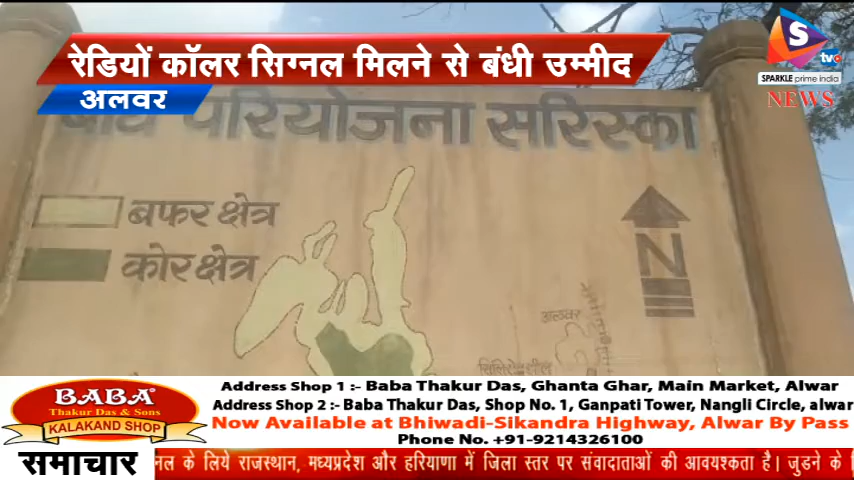 रेडियों कॉलर सिग्नल मिलने से बंधी उम्मीद
अलवर
S
tv
SPARKLE prime india
NEWS
बाघ परियोजना सरिस्का
बफर क्षेत्र
कोर क्षेत्र
N
अलवर
BABA
Thakur Das & Sons
KALAKAND SHOP
Address Shop 1 :- Baba Thakur Das, Ghanta Ghar, Main Market, Alwar
Address Shop 2 :- Baba Thakur Das, Shop No. 1, Ganpati Tower, Nangli Circle, alwar
Now Available at Bhiwadi-Sikandra Highway, Alwar By Pass
Phone No. +91-9214326100
समाचार
नल के लिये राजस्थान, मध्यप्रदेश और हरियाणा में जिला स्तर पर संवादाताओं की आवयशकता है। जुडने के